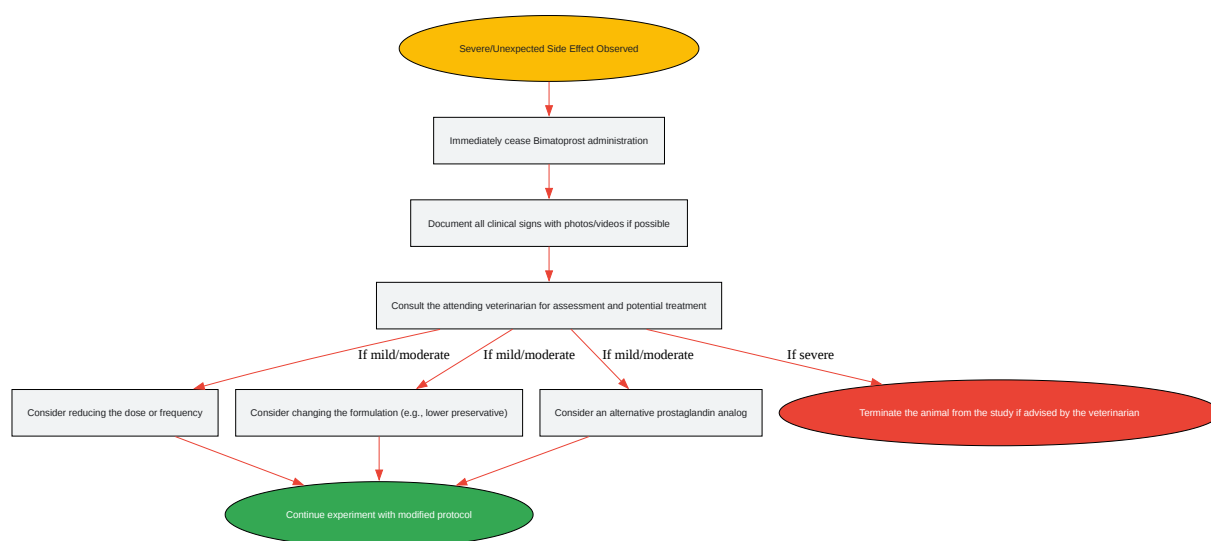 Severe/Unexpected Side Effect Observed
Immediately cease Bimatoprost administration
Document all clinical signs with photos/videos if possible
Consult the attending veterinarian for assessment and potential treatment
If mild/moderate
If mild/moderate
If mild/moderate
If severe
Consider reducing the dose or frequency
Consider changing the formulation (e.g., lower preservative)
Consider an alternative prostaglandin analog
Terminate the animal from the study if advised by the veterinarian
Continue experiment with modified protocol